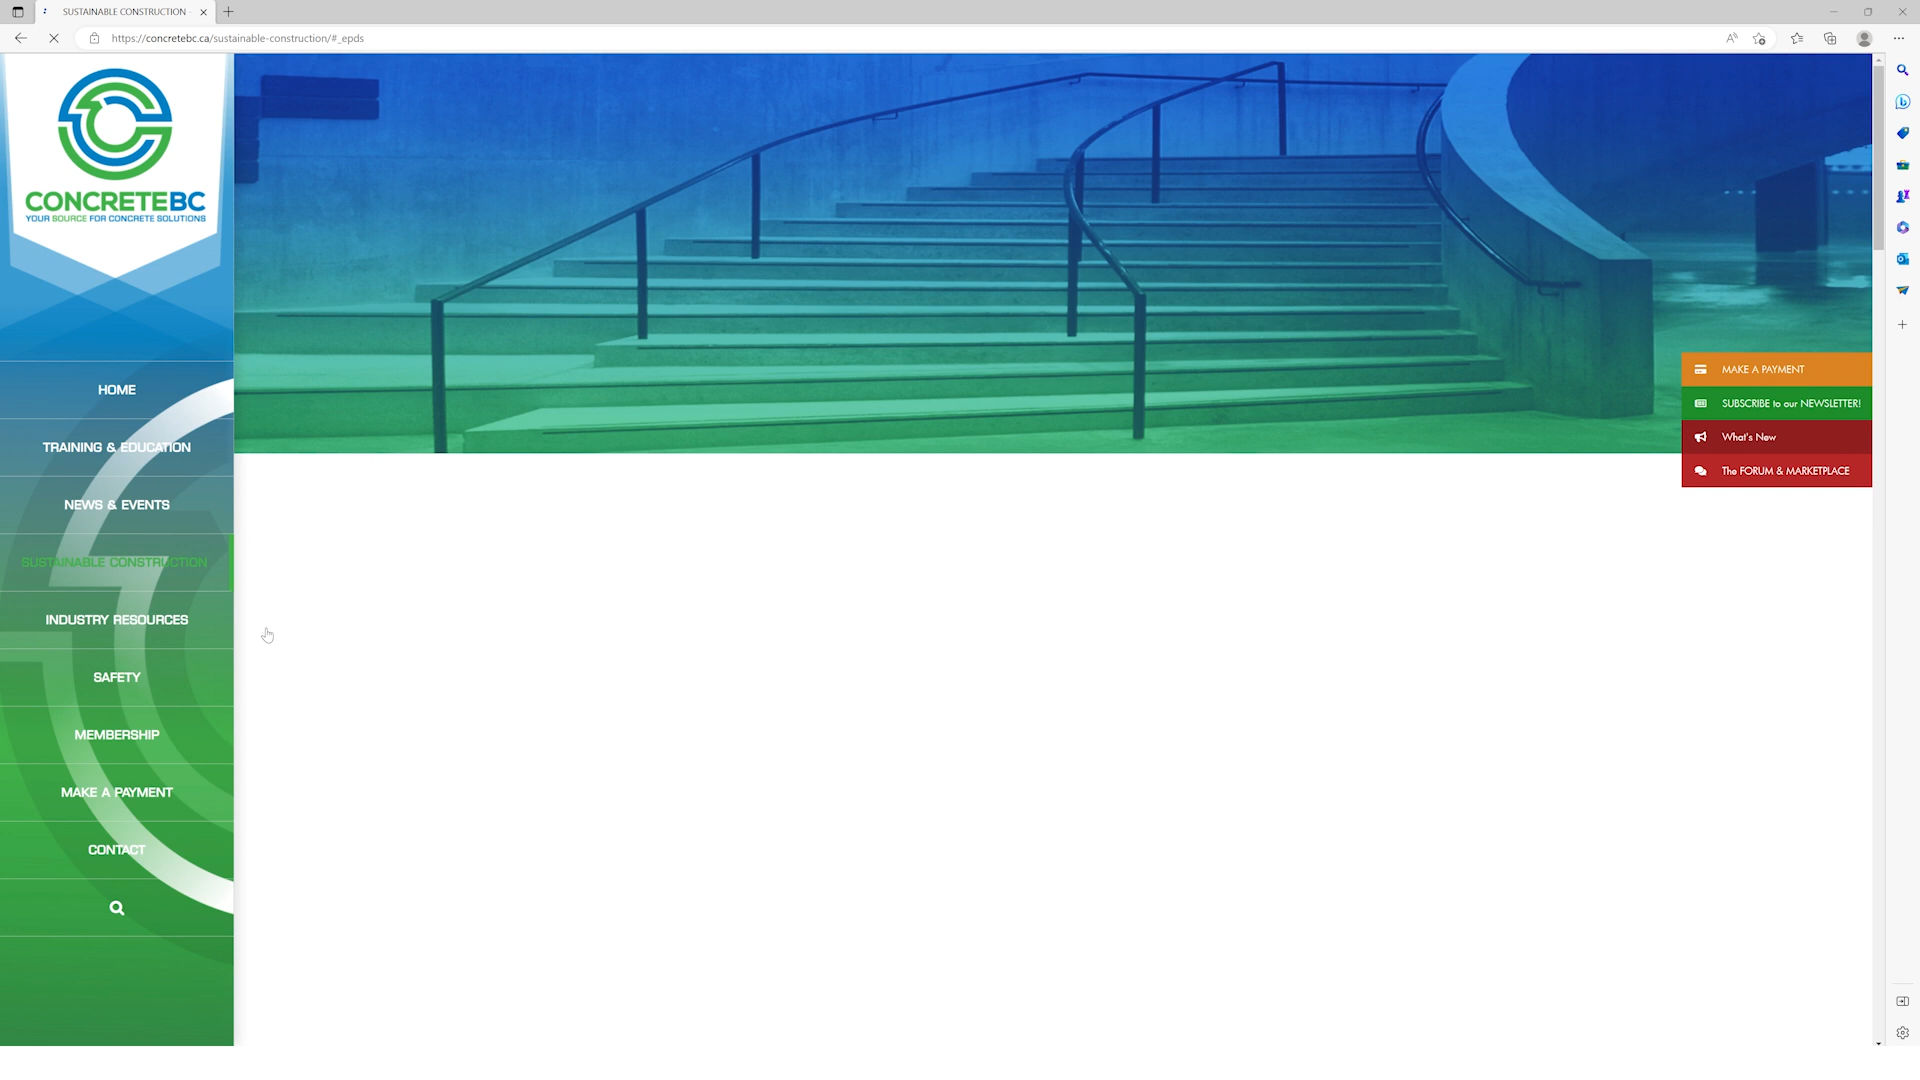 SUSTAINABLE CONSTRUCTION
https://concretebc.ca/sustainable-construction/#_epds
CONCRETEBC
YOUR SOURCE FOR CONCRETE SOLUTIONS
HOME
TRAINING & EDUCATION
NEWS & EVENTS
SUSTAINABLE CONSTRUCTION
INDUSTRY RESOURCES
SAFETY
MEMBERSHIP
MAKE A PAYMENT
CONTACT
MAKE A PAYMENT
SUBSCRIBE to our NEWSLETTER!
What's New
The FORUM & MARKETPLACE